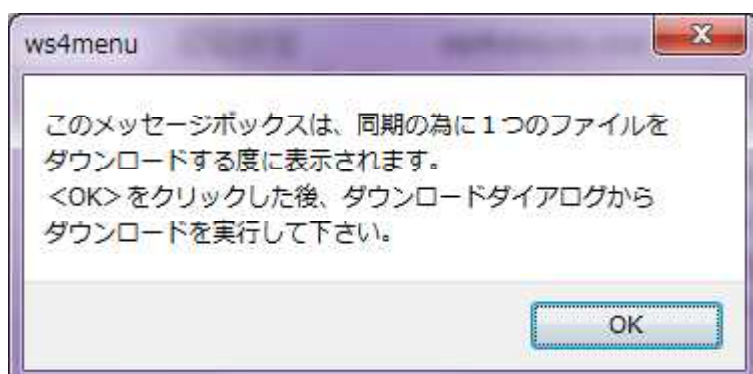 ws4menu
このメッセージボックスは、同期の為に１つのファイルを
ダウンロードする度に表示されます。
<OK>をクリックした後、ダウンロードダイアログから
ダウンロードを実行して下さい。
OK